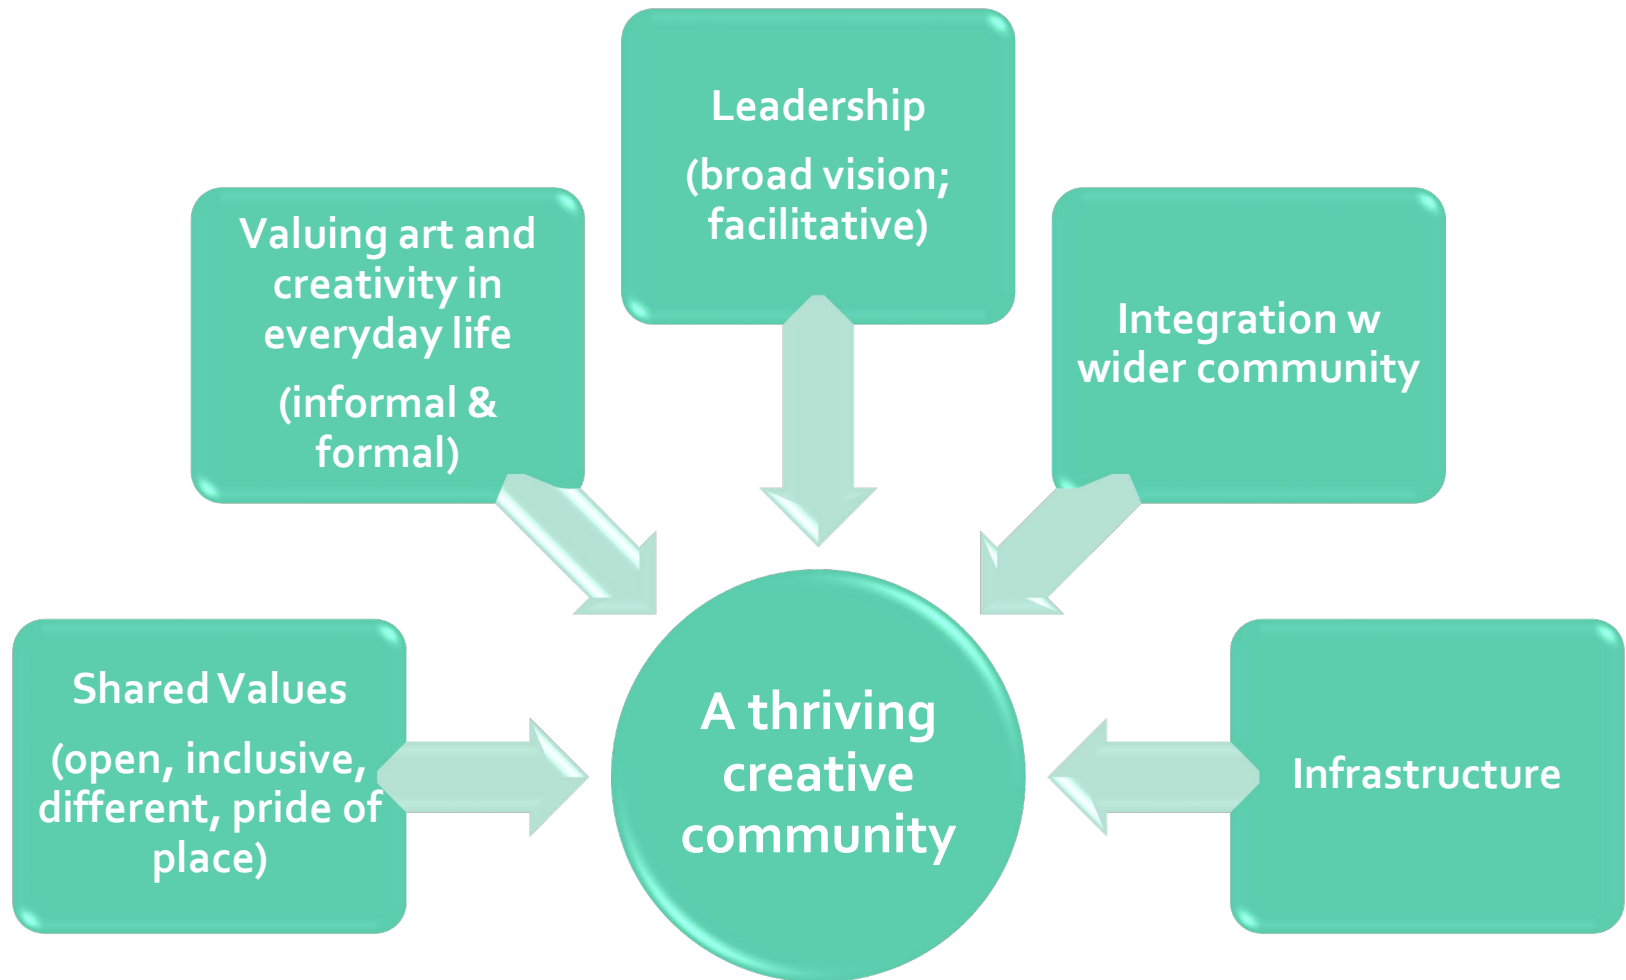 Leadership
(broad vision;
facilitative)
Valuing art and
creativity in
everyday life
(informal &
formal)
Integration w
wider community
Shared Values
(open, inclusive,
different, pride of
place)
A thriving
creative
community
Infrastructure